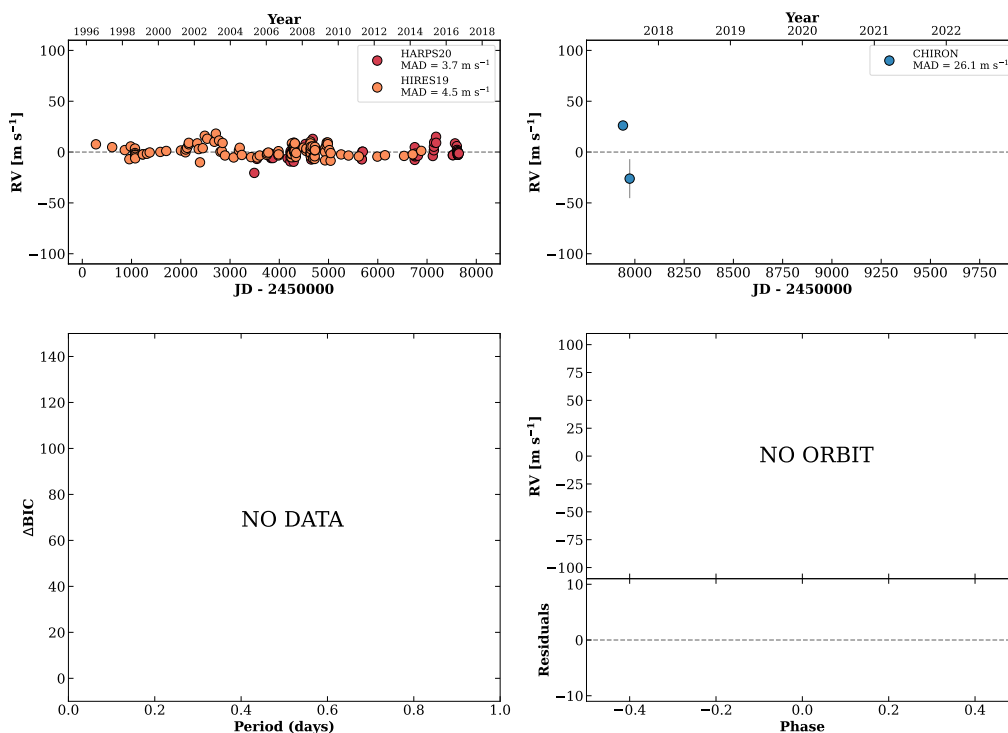 Year
1996 1998 2000 2002 2004 2006 2008 2010 2012 2014 2016 2018
100
50
0
−50
−100
RV [m s⁻¹]
HARPS20
MAD = 3.7 m s⁻¹
HIRES19
MAD = 4.5 m s⁻¹
0 1000 2000 3000 4000 5000 6000 7000 8000
JD - 2450000
Year
2018 2019 2020 2021 2022
100
50
0
−50
−100
RV [m s⁻¹]
CHIRON
MAD = 26.1 m s⁻¹
8000 8250 8500 8750 9000 9250 9500 9750
JD - 2450000
140
120
100
80
60
40
20
0
ΔBIC
NO DATA
0.0 0.2 0.4 0.6 0.8 1.0
Period (days)
100
75
50
25
0
−25
−50
−75
−100
RV [m s⁻¹]
NO ORBIT
10
0
−10
Residuals
−0.4 −0.2 0.0 0.2 0.4
Phase